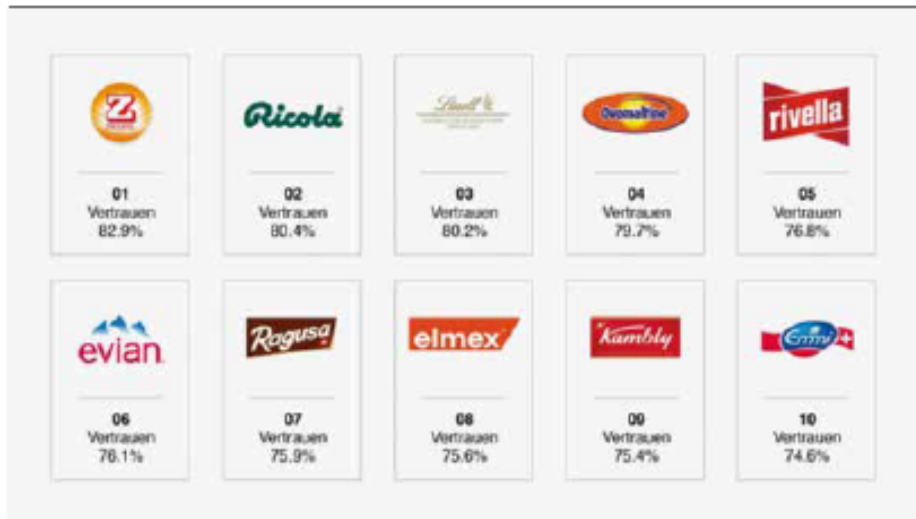 Z
01
Vertrauen
82.9%
Ricola
02
Vertrauen
80.4%
Lindt
03
Vertrauen
80.2%
Ovomaltine
04
Vertrauen
79.7%
rivella
05
Vertrauen
76.8%
evian
06
Vertrauen
76.1%
Ragusa
07
Vertrauen
75.9%
elmex
08
Vertrauen
75.6%
Kambly
09
Vertrauen
75.4%
Emmi
10
Vertrauen
74.6%